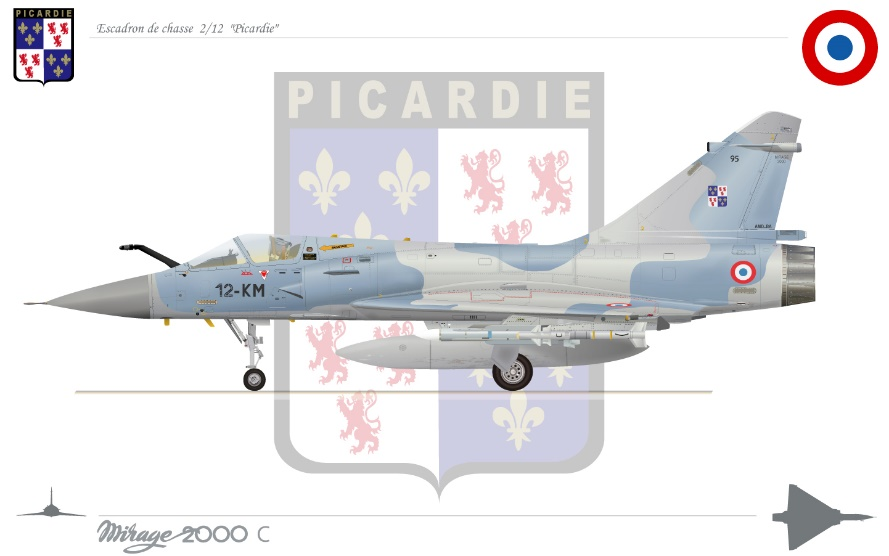 PICARDIE
Escadron de chasse 2/12 "Picardie"
PICARDIE
95
12-KM
Mirage 2000 C